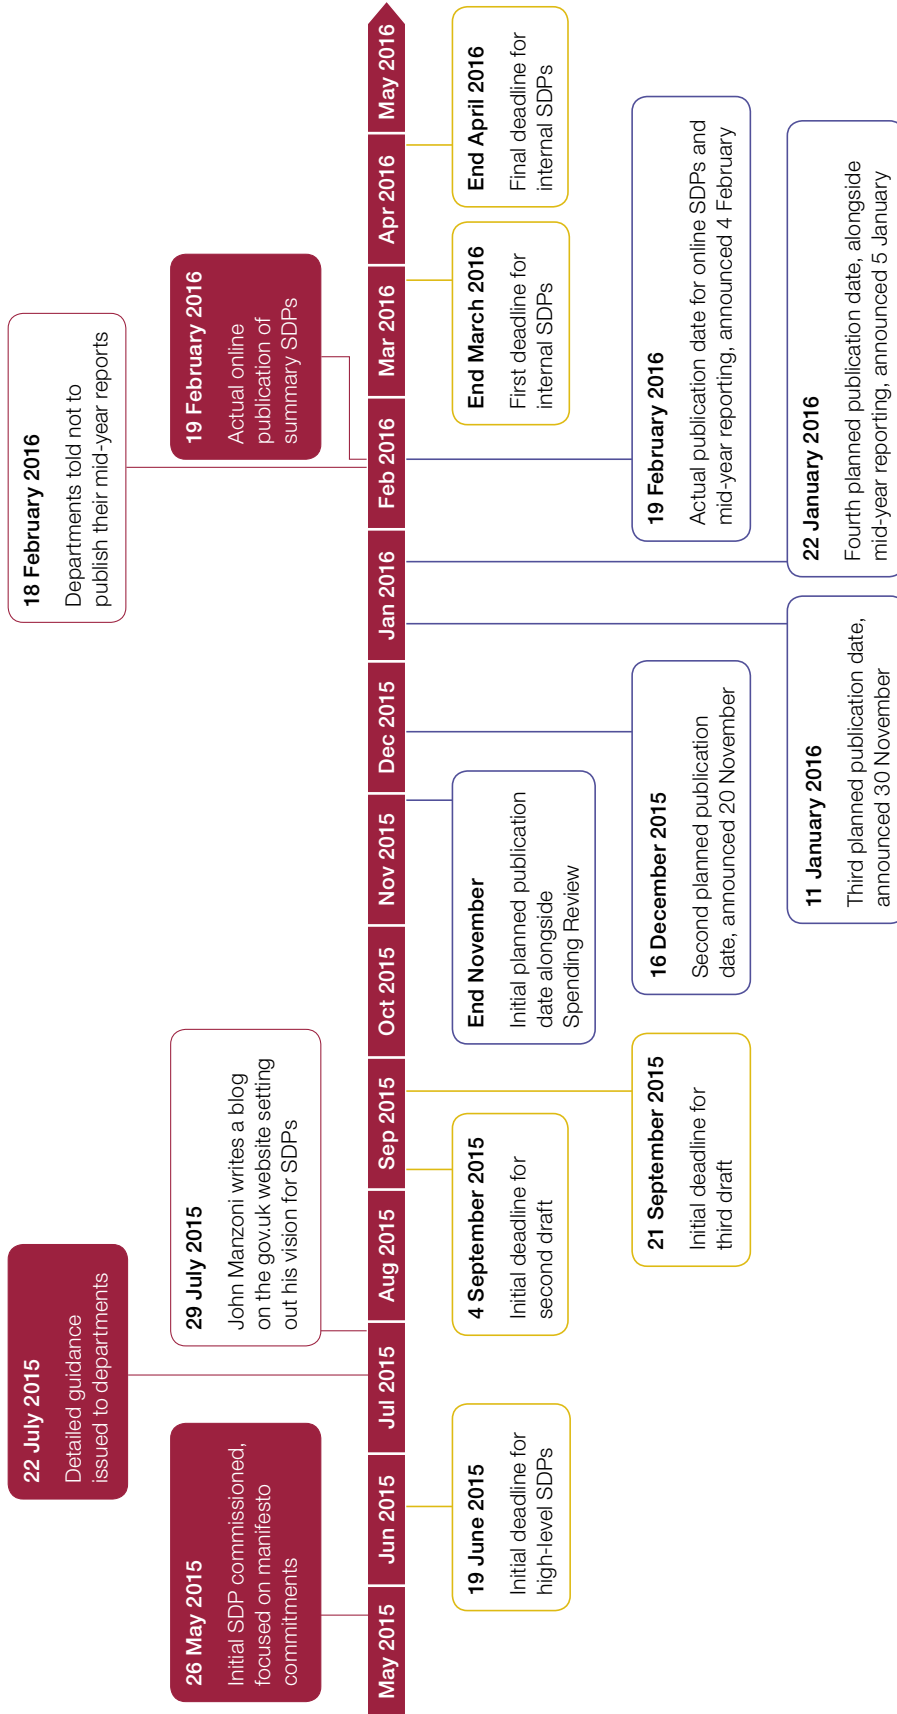 22 July 2015
Detailed guidance
issued to departments
18 February 2016
Departments told not to
publish their mid-year reports
26 May 2015
Initial SDP commissioned,
focused on manifesto
commitments
29 July 2015
John Manzoni writes a blog
on the gov.uk website setting
out his vision for SDPs
19 February 2016
Actual online
publication of
summary SDPs
May 2015
Jun 2015
Jul 2015
Aug 2015
Sep 2015
Oct 2015
Nov 2015
Dec 2015
Jan 2016
Feb 2016
Mar 2016
Apr 2016
May 2016
19 June 2015
Initial deadline for
high-level SDPs
4 September 2015
Initial deadline for
second draft
End November
Initial planned publication
date alongside
Spending Review
End March 2016
First deadline for
internal SDPs
End April 2016
Final deadline for
internal SDPs
21 September 2015
Initial deadline for
third draft
16 December 2015
Second planned publication
date, announced 20 November
19 February 2016
Actual publication date for online SDPs and
mid-year reporting, announced 4 February
11 January 2016
Third planned publication date,
announced 30 November
22 January 2016
Fourth planned publication date, alongside
mid-year reporting, announced 5 January